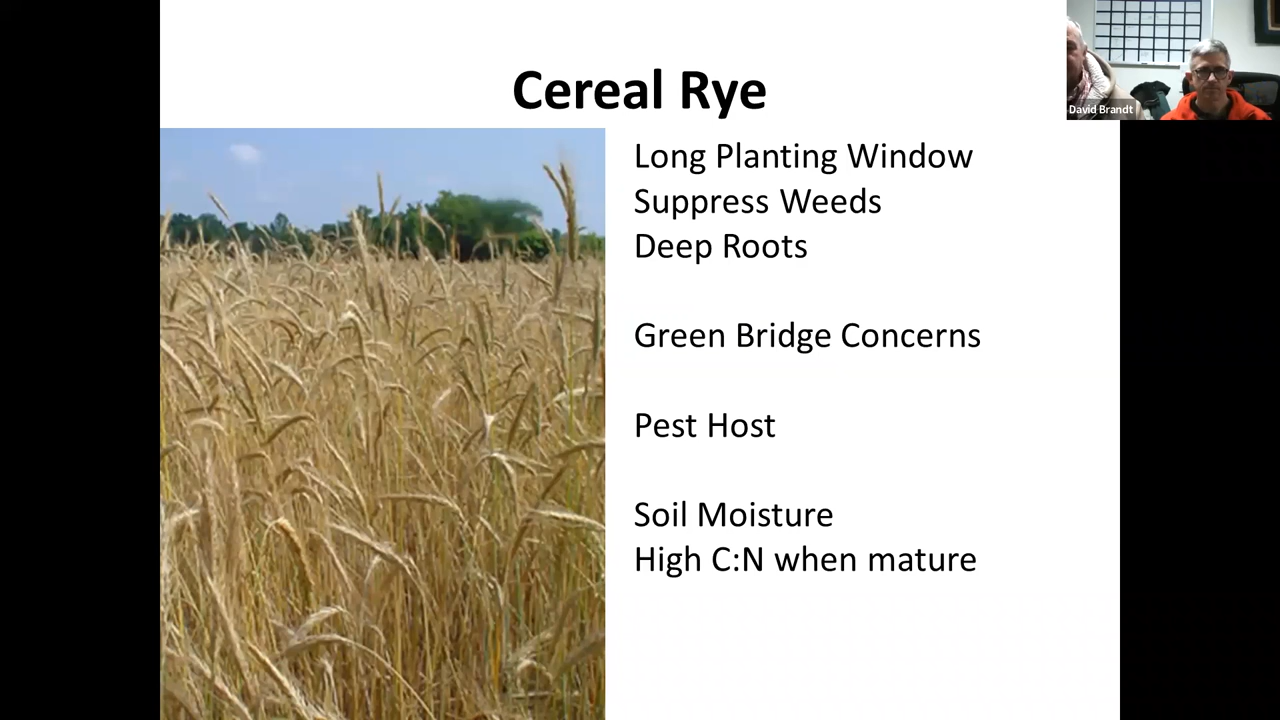 Cereal Rye
David Brandt
Long Planting Window
Suppress Weeds
Deep Roots
Green Bridge Concerns
Pest Host
Soil Moisture
High C:N when mature